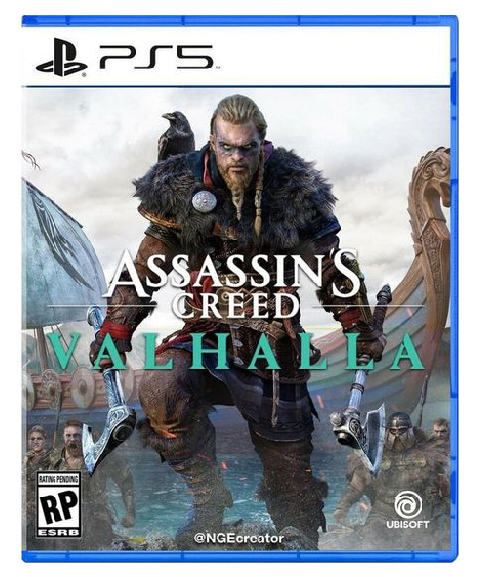 PS5
ASSASSIN'S
CREED
VALHALLA
RATING PENDING
RP
ESRB
UBISOFT
@NGEcreator